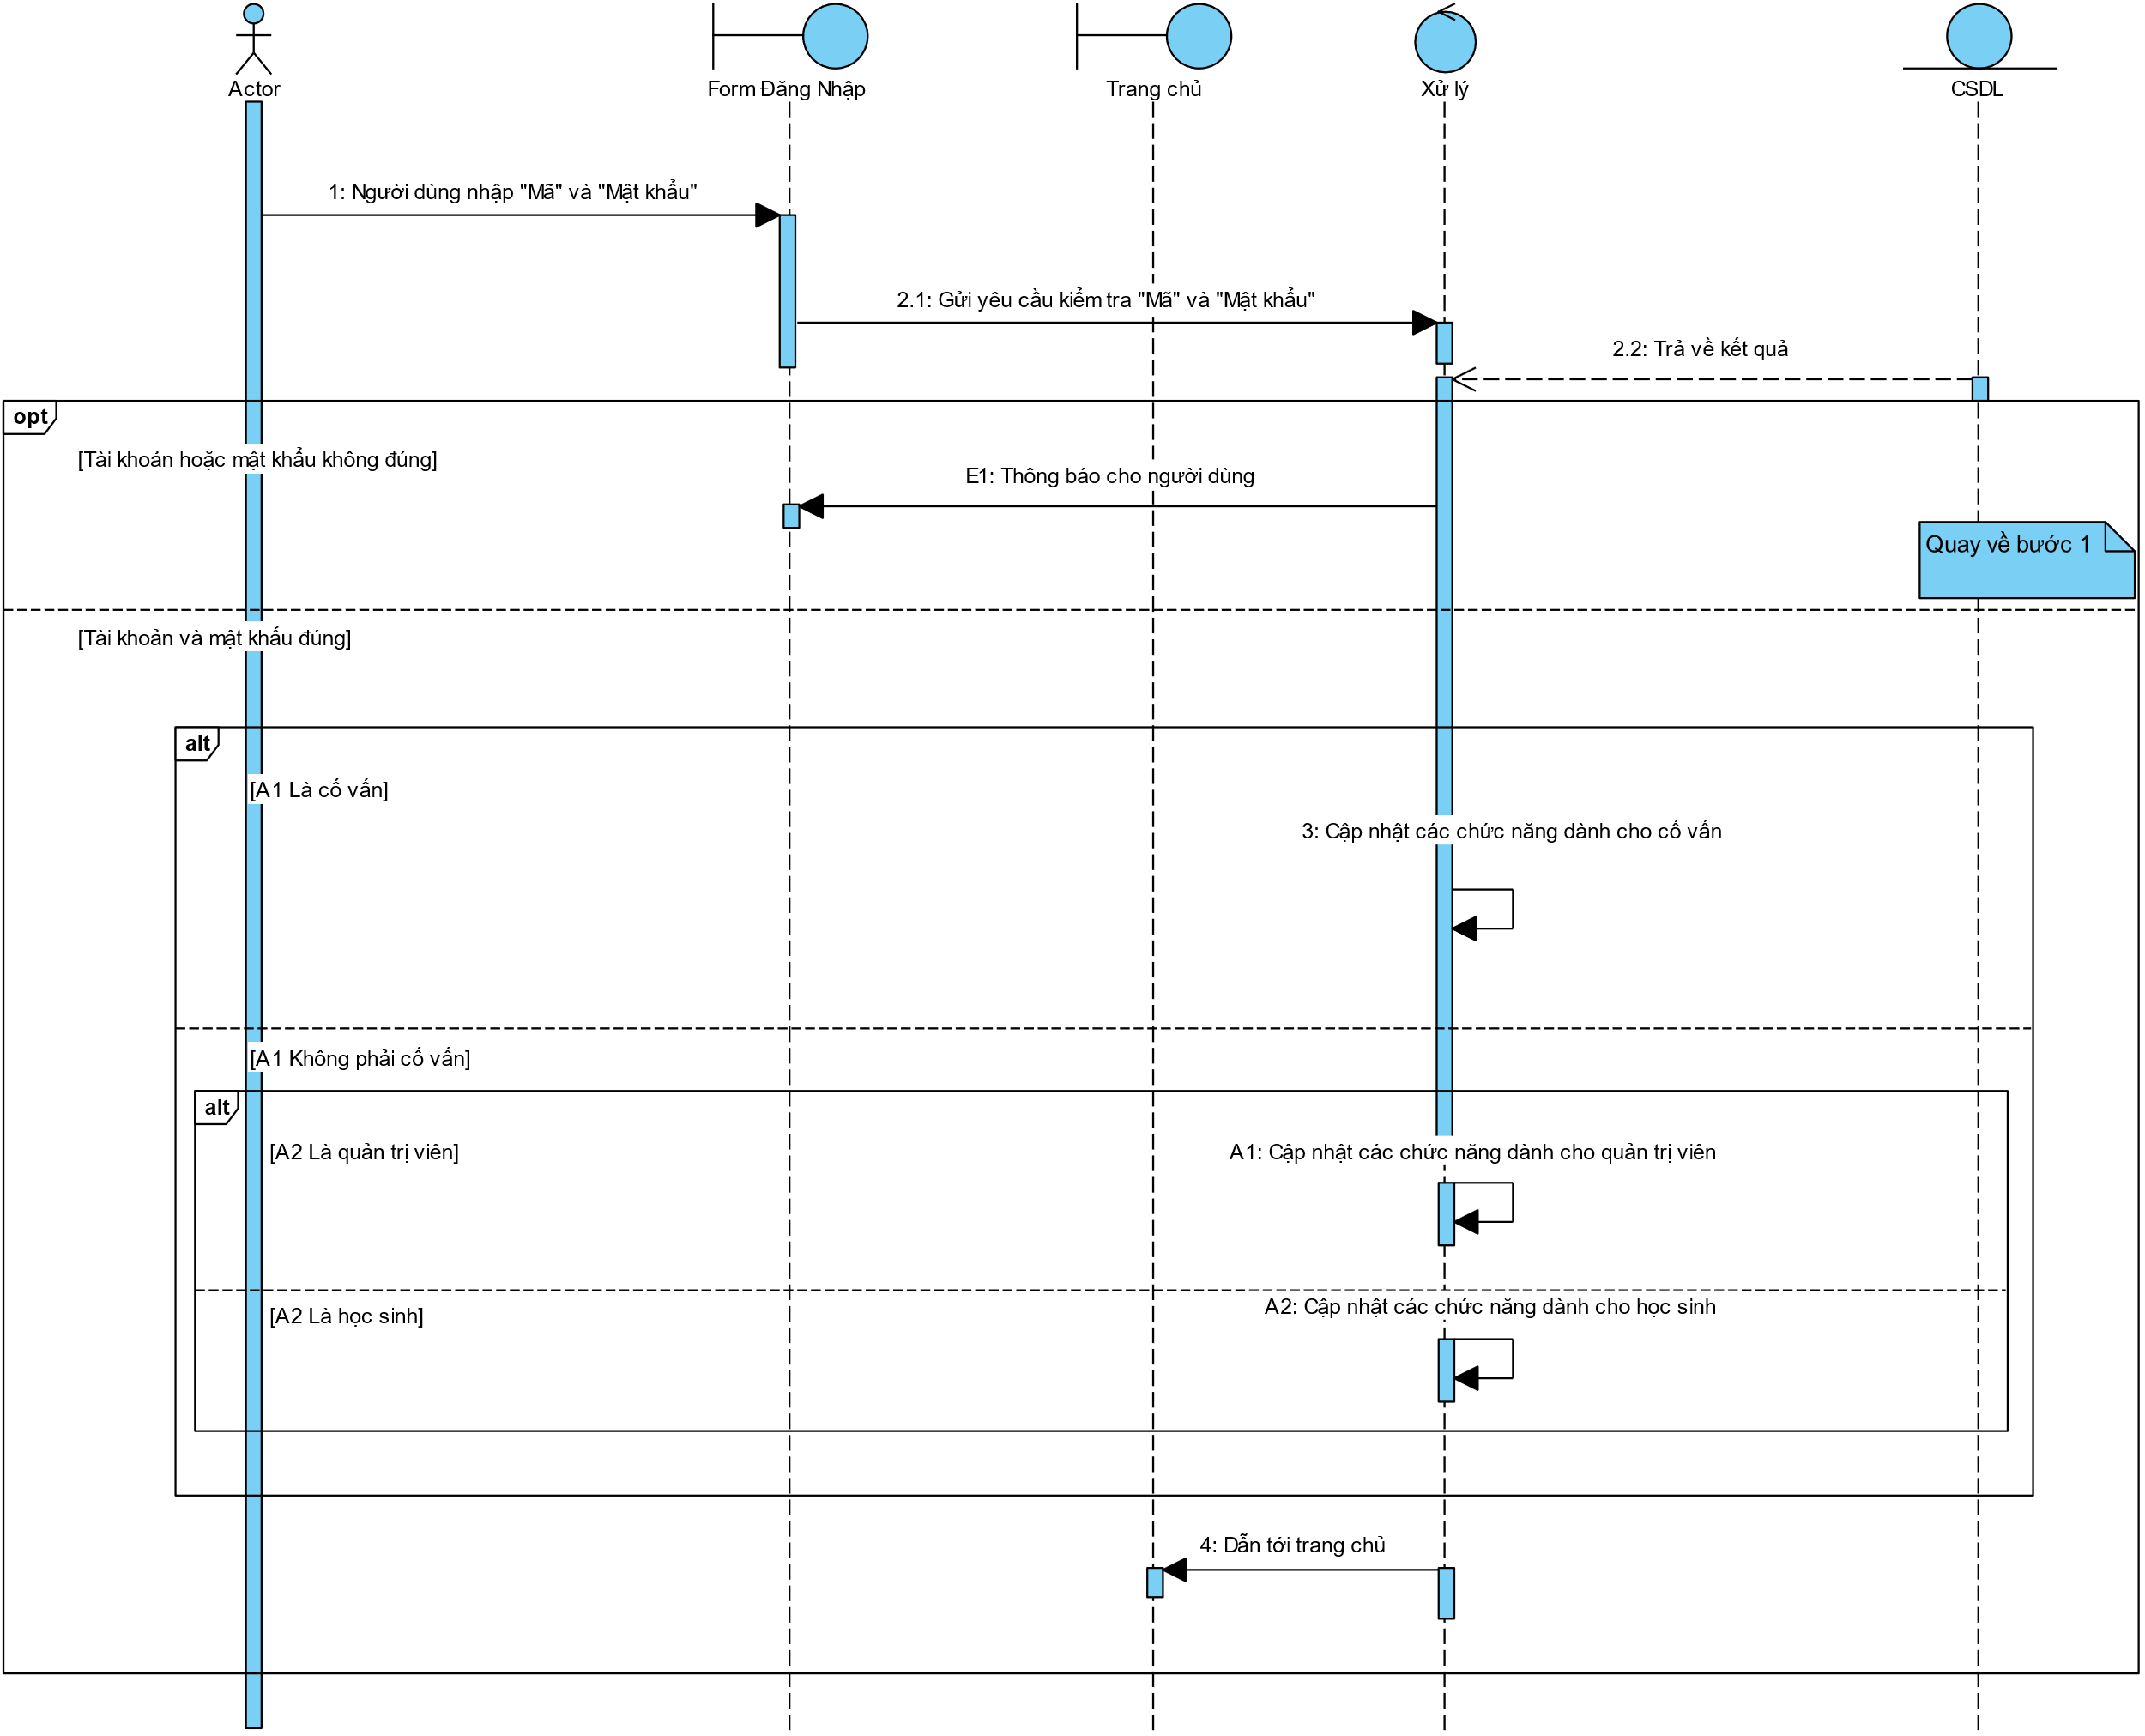 Actor
Form Đăng Nhập
Trang chủ
Xử lý
CSDL
1: Người dùng nhập "Mã" và "Mật khẩu"
2.1: Gửi yêu cầu kiểm tra "Mã" và "Mật khẩu"
2.2: Trả về kết quả
opt
[Tài khoản hoặc mật khẩu không đúng]
E1: Thông báo cho người dùng
Quay về bước 1
[Tài khoản và mật khẩu đúng]
alt
[A1 Là cố vấn]
3: Cập nhật các chức năng dành cho cố vấn
[A1 Không phải cố vấn]
alt
[A2 Là quản trị viên]
A1: Cập nhật các chức năng dành cho quản trị viên
[A2 Là học sinh]
A2: Cập nhật các chức năng dành cho học sinh
4: Dẫn tới trang chủ